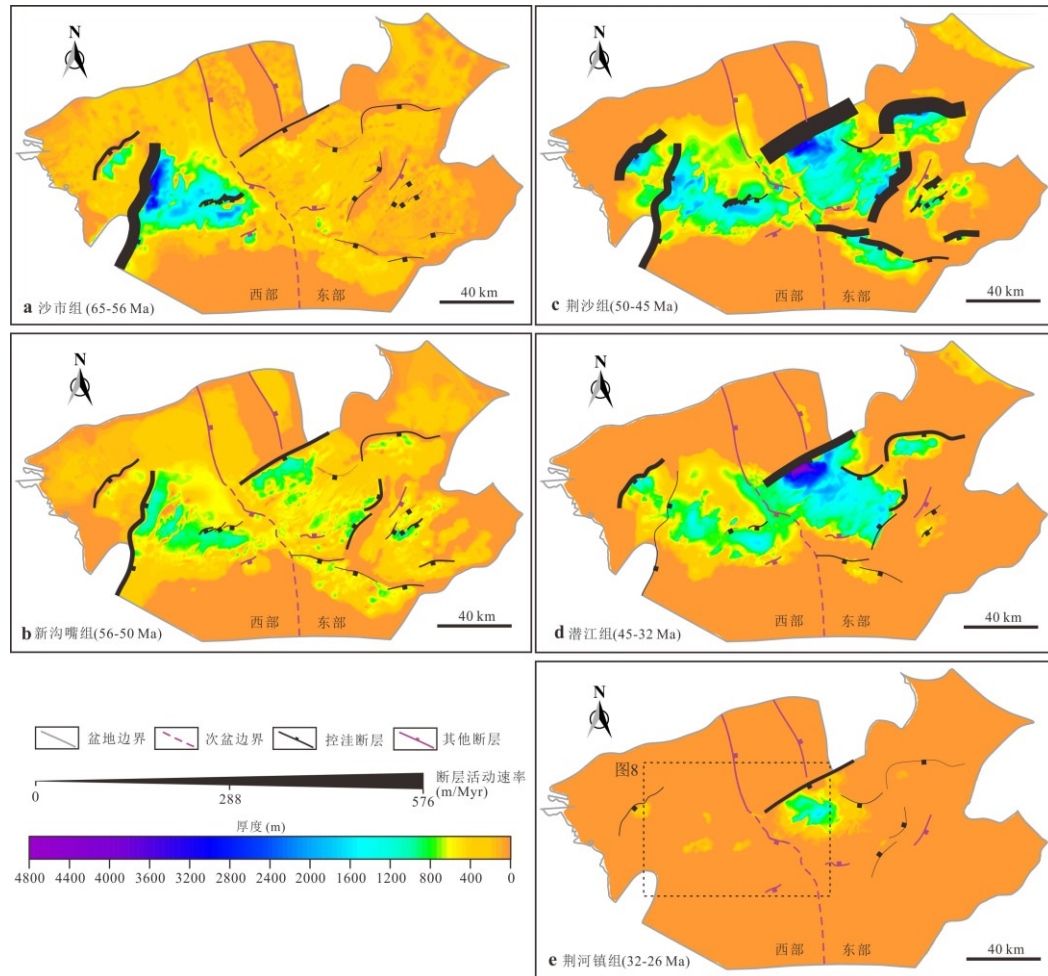 N
西部 东部
40 km
a 沙市组 (65-56 Ma)
N
西部 东部
40 km
b 新沟嘴组(56-50 Ma)
N
西部 东部
40 km
c 荆沙组(50-45 Ma)
N
西部 东部
40 km
d 潜江组(45-32 Ma)
盆地边界 次盆边界 控洼断层 其他断层
断层活动速率
(m/Myr)
0 288 576
厚度 (m)
4800 4400 4000 3600 3200 2800 2400 2000 1600 1200 800 400 0
N
图8
西部 东部
40 km
e 荆河镇组(32-26 Ma)